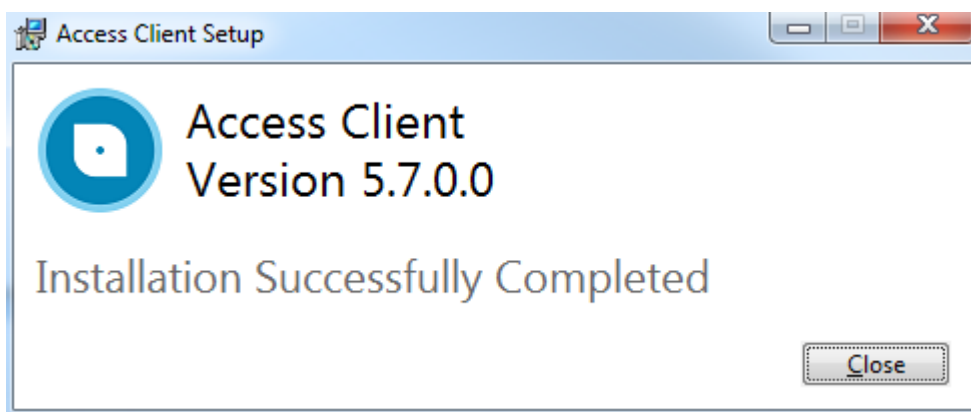 Access Client Setup
Access Client
Version 5.7.0.0
Installation Successfully Completed
Close